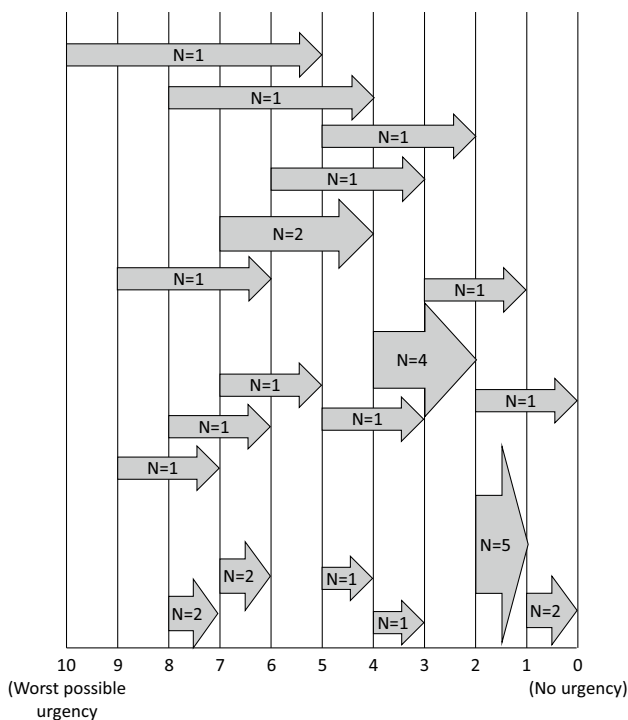 N=1
N=1
N=1
N=1
N=2
N=1
N=1
N=4
N=1
N=1
N=1
N=1
N=1
N=5
N=2
N=1
N=2
N=2
N=1
10 9 8 7 6 5 4 3 2 1 0
(Worst possible (No urgency)
urgency